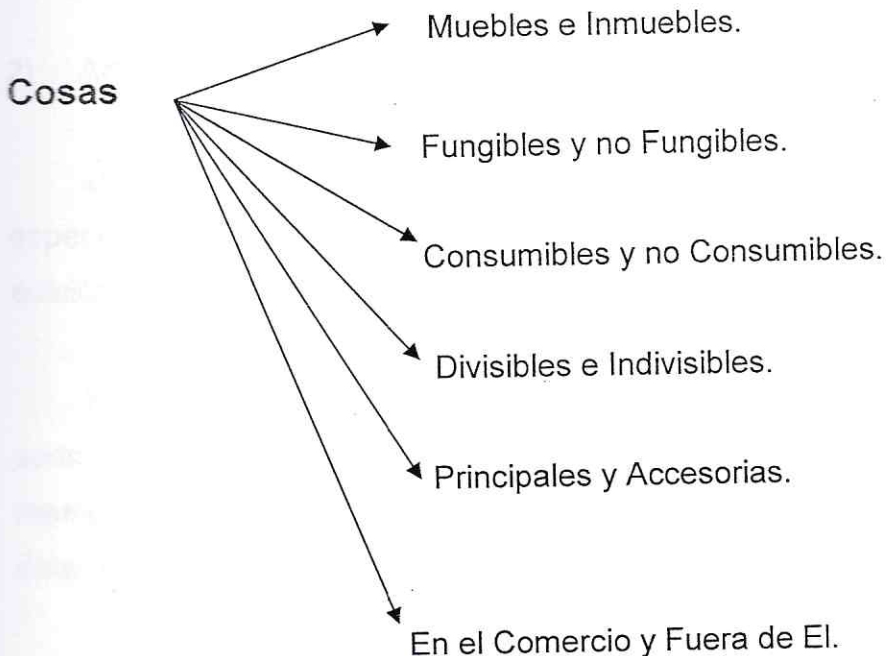 Muebles e Inmuebles.
Cosas
Fungibles y no Fungibles.
Consumibles y no Consumibles.
Divisibles e Indivisibles.
Principales y Accesorias.
En el Comercio y Fuera de El.